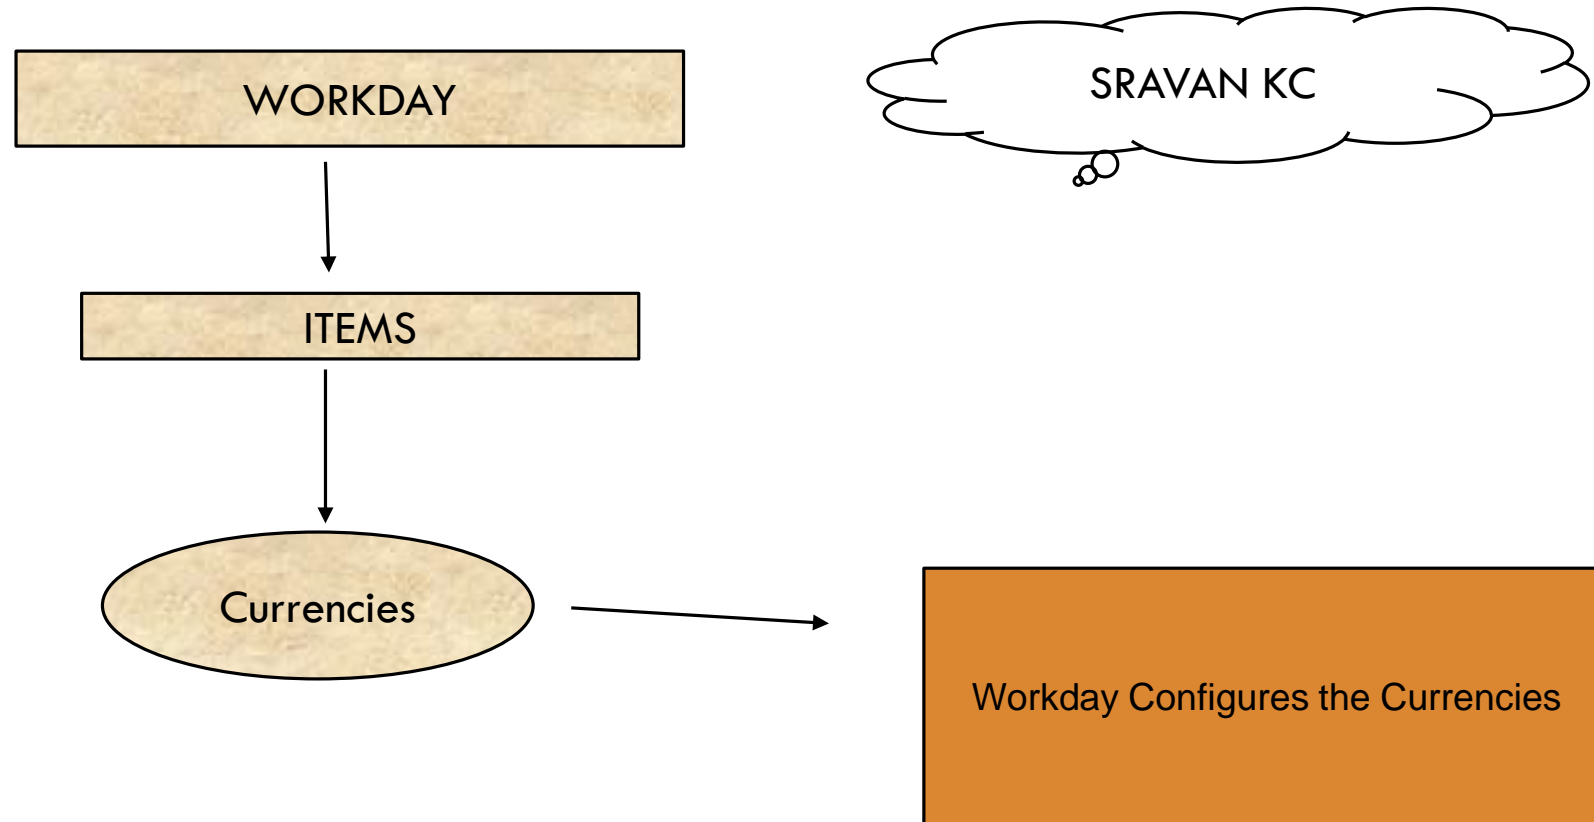 WORKDAY
SRAVAN KC
ITEMS
Currencies
Workday Configures the Currencies